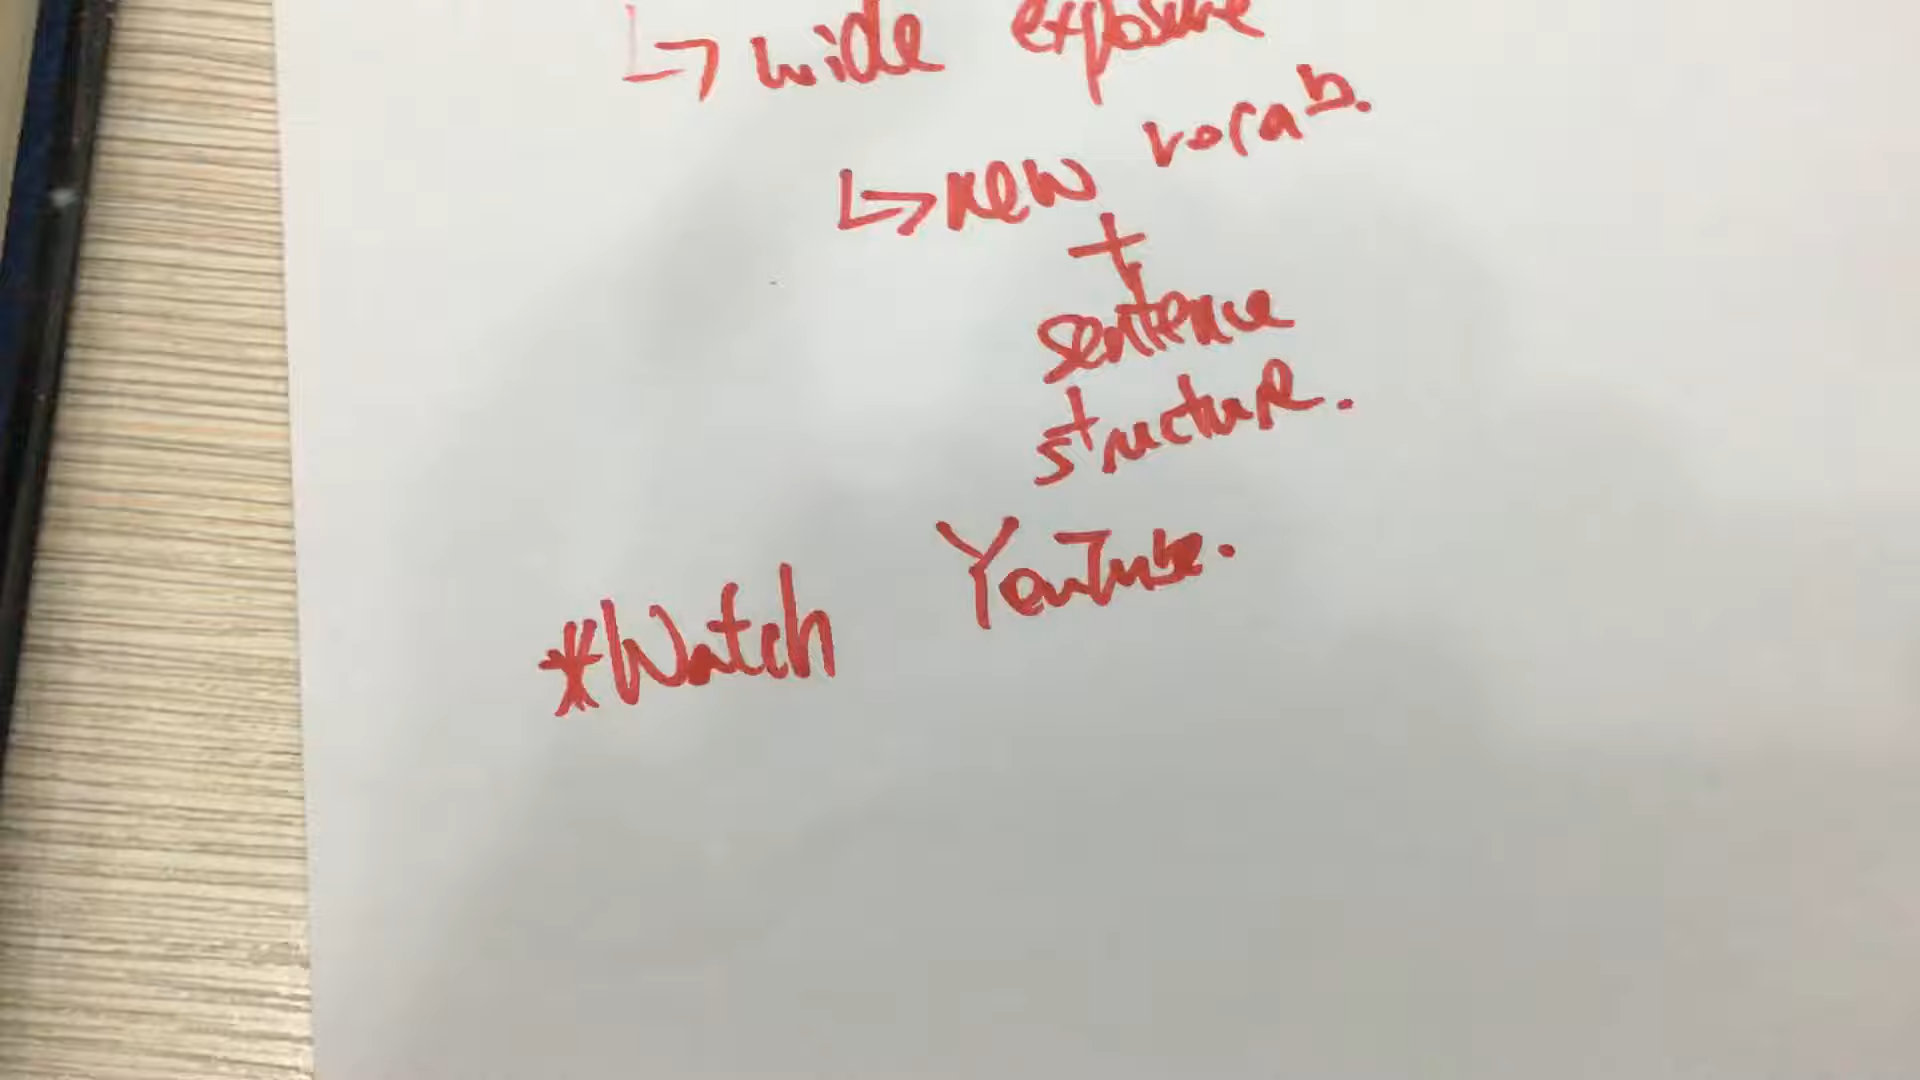 ↳ wide exposure
↳ new vocab.
+
sentence
structure.
*Watch YouTube.